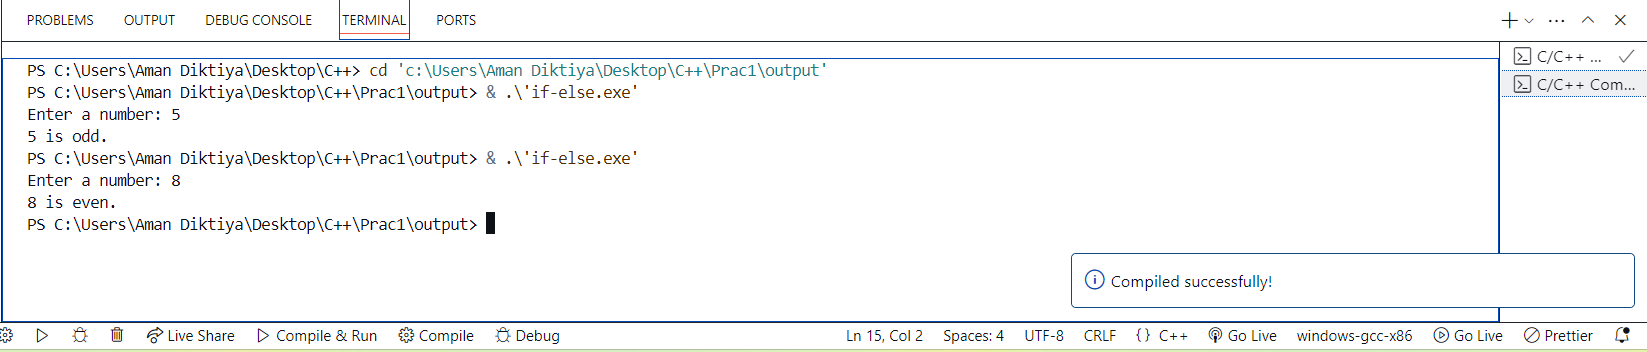 PROBLEMS OUTPUT DEBUG CONSOLE TERMINAL PORTS
PS C:\Users\Aman Diktiya\Desktop\C++> cd 'c:\Users\Aman Diktiya\Desktop\C++\Prac1\output'
PS C:\Users\Aman Diktiya\Desktop\C++\Prac1\output> & .\'if-else.exe'
Enter a number: 5
5 is odd.
PS C:\Users\Aman Diktiya\Desktop\C++\Prac1\output> & .\'if-else.exe'
Enter a number: 8
8 is even.
PS C:\Users\Aman Diktiya\Desktop\C++\Prac1\output>
C/C++ ...
C/C++ Com...
Compiled successfully!
Live Share Compile & Run Compile Debug Ln 15, Col 2 Spaces: 4 UTF-8 CRLF {} C++ Go Live windows-gcc-x86 Go Live Prettier